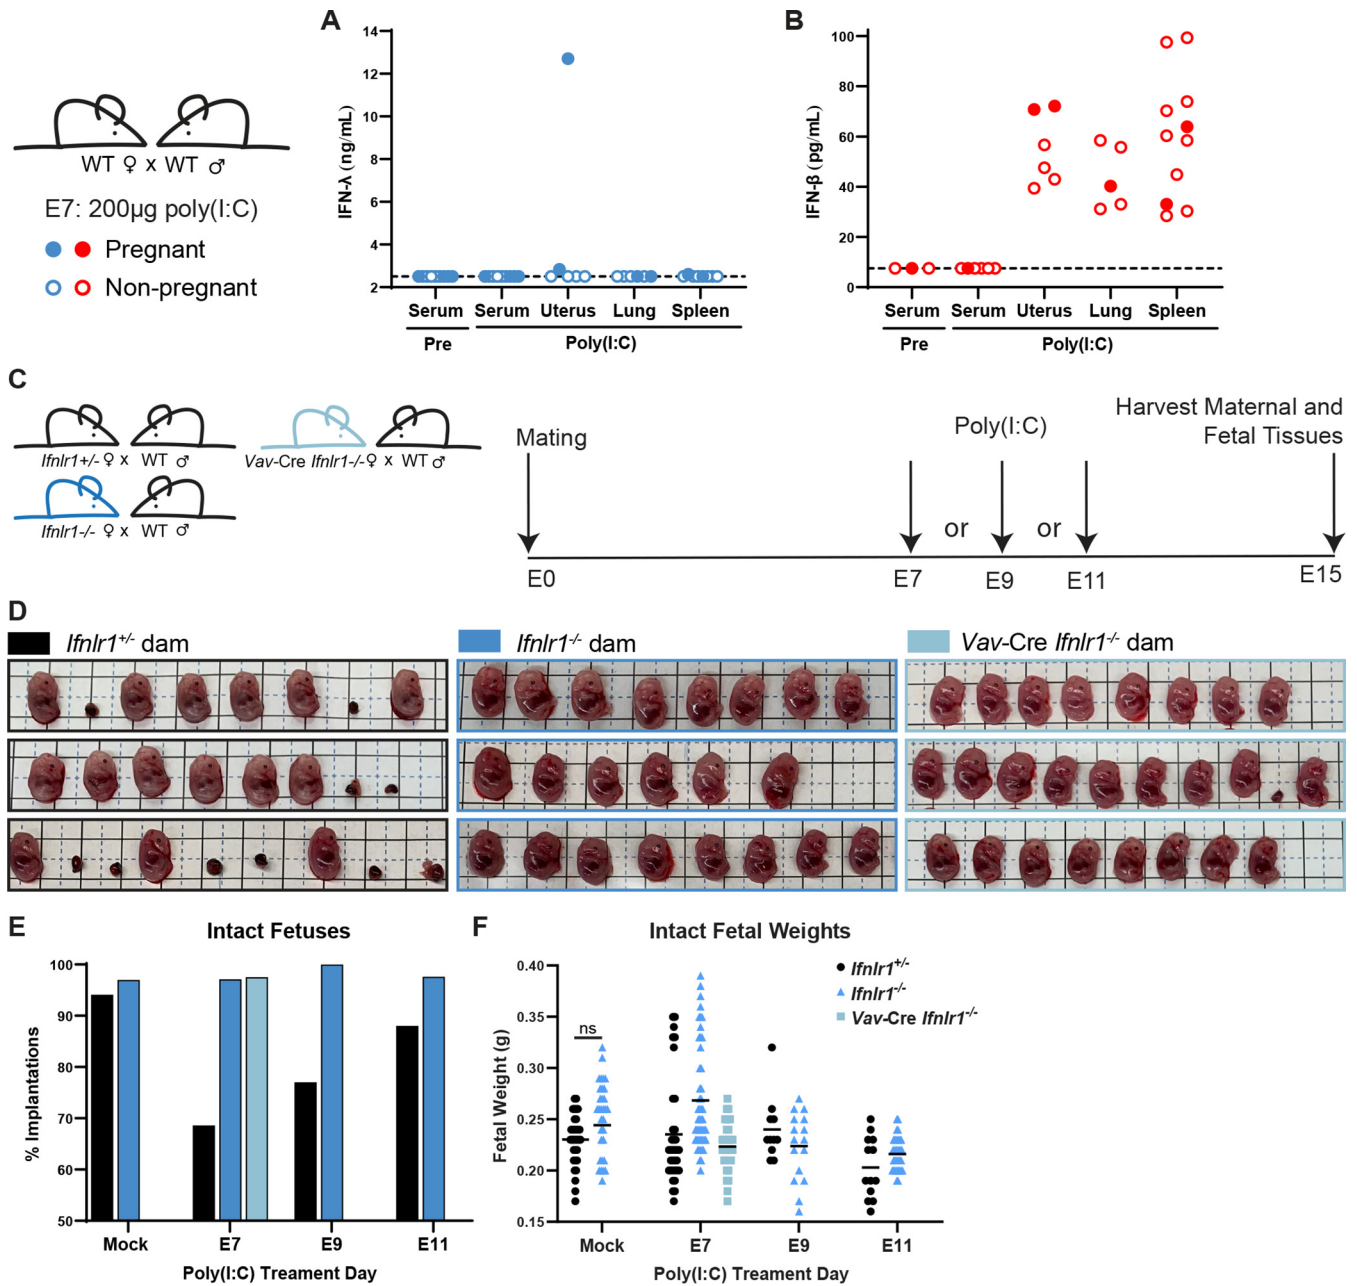 A
B
14
12
10
8
6
4
2
IFN-λ (ng/mL)
Serum Serum Uterus Lung Spleen
Pre Poly(I:C)
100
80
60
40
20
0
IFN-β (pg/mL)
Serum Serum Uterus Lung Spleen
Pre Poly(I:C)
WT ♀ x WT ♂
E7: 200µg poly(I:C)
Pregnant
Non-pregnant
C
Ifnlr1+/- ♀ x WT ♂
Vav-Cre Ifnlr1-/-♀ x WT ♂
Ifnlr1-/- ♀ x WT ♂
Mating
Poly(I:C)
Harvest Maternal and
Fetal Tissues
or or
E0 E7 E9 E11 E15
D
Ifnlr1+/- dam
Ifnlr1-/- dam
Vav-Cre Ifnlr1-/- dam
E
Intact Fetuses
100
90
80
70
60
50
% Implantations
Mock E7 E9 E11
Poly(I:C) Treament Day
F
Intact Fetal Weights
0.40
0.35
0.30
0.25
0.20
0.15
Fetal Weight (g)
ns
Ifnlr1+/-
Ifnlr1-/-
Vav-Cre Ifnlr1-/-
Mock E7 E9 E11
Poly(I:C) Treament Day